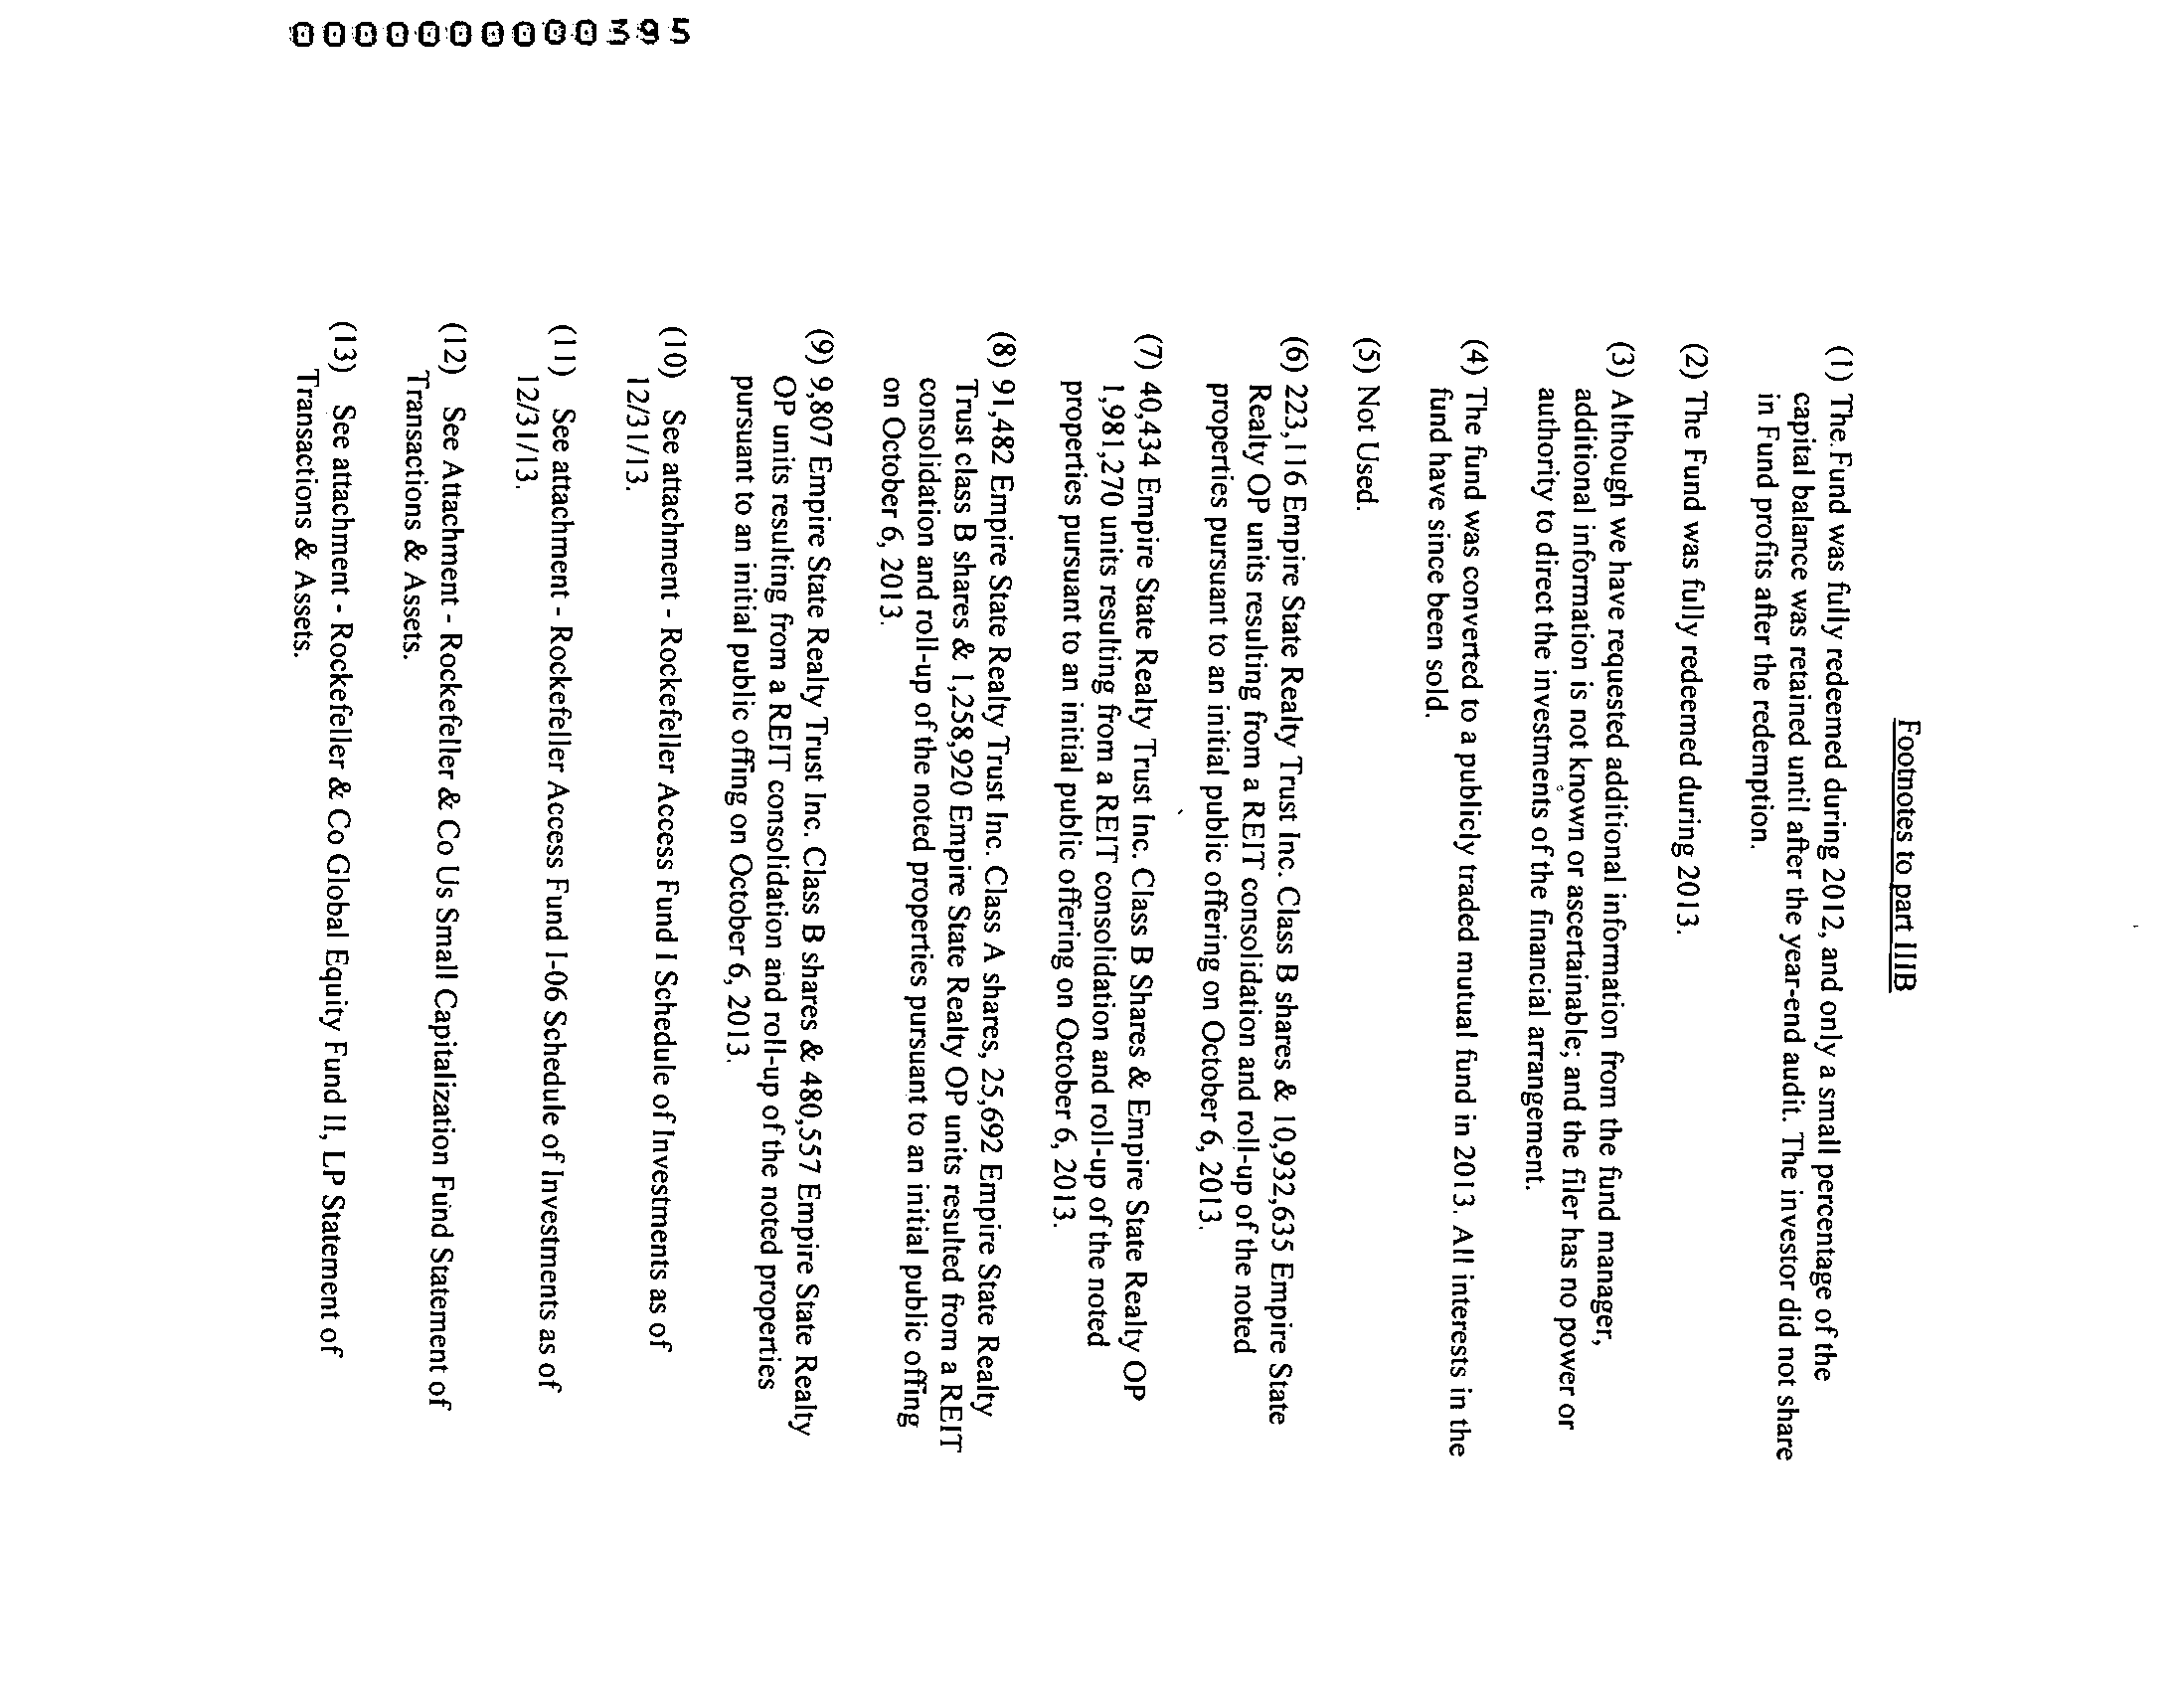 000000000395
Footnotes to part IIIB
(1) The Fund was fully redeemed during 2012, and only a small percentage of the
capital balance was retained until after the year-end audit. The investor did not share
in Fund profits after the redemption.
(2) The Fund was fully redeemed during 2013.
(3) Although we have requested additional information from the fund manager,
additional information is not known or ascertainable; and the filer has no power or
authority to direct the investments of the financial arrangement.
(4) The fund was converted to a publicly traded mutual fund in 2013. All interests in the
fund have since been sold.
(5) Not Used.
(6) 223,116 Empire State Realty Trust Inc. Class B shares & 10,932,635 Empire State
Realty OP units resulting from a REIT consolidation and roll-up of the noted
properties pursuant to an initial public offering on October 6, 2013.
(7) 40,434 Empire State Realty Trust Inc. Class B Shares & Empire State Realty OP
1,981,270 units resulting from a REIT consolidation and roll-up of the noted
properties pursuant to an initial public offering on October 6, 2013.
(8) 91,482 Empire State Realty Trust Inc. Class A shares, 25,692 Empire State Realty
Trust class B shares & 1,258,920 Empire State Realty OP units resulted from a REIT
consolidation and roll-up of the noted properties pursuant to an initial public offing
on October 6, 2013.
(9) 9,807 Empire State Realty Trust Inc. Class B shares & 480,557 Empire State Realty
OP units resulting from a REIT consolidation and roll-up of the noted properties
pursuant to an initial public offing on October 6, 2013.
(10) See attachment - Rockefeller Access Fund I Schedule of Investments as of
12/31/13.
(11) See attachment - Rockefeller Access Fund I-06 Schedule of Investments as of
12/31/13.
(12) See Attachment - Rockefeller & Co Us Small Capitalization Fund Statement of
Transactions & Assets.
(13) See attachment - Rockefeller & Co Global Equity Fund II, LP Statement of
Transactions & Assets.